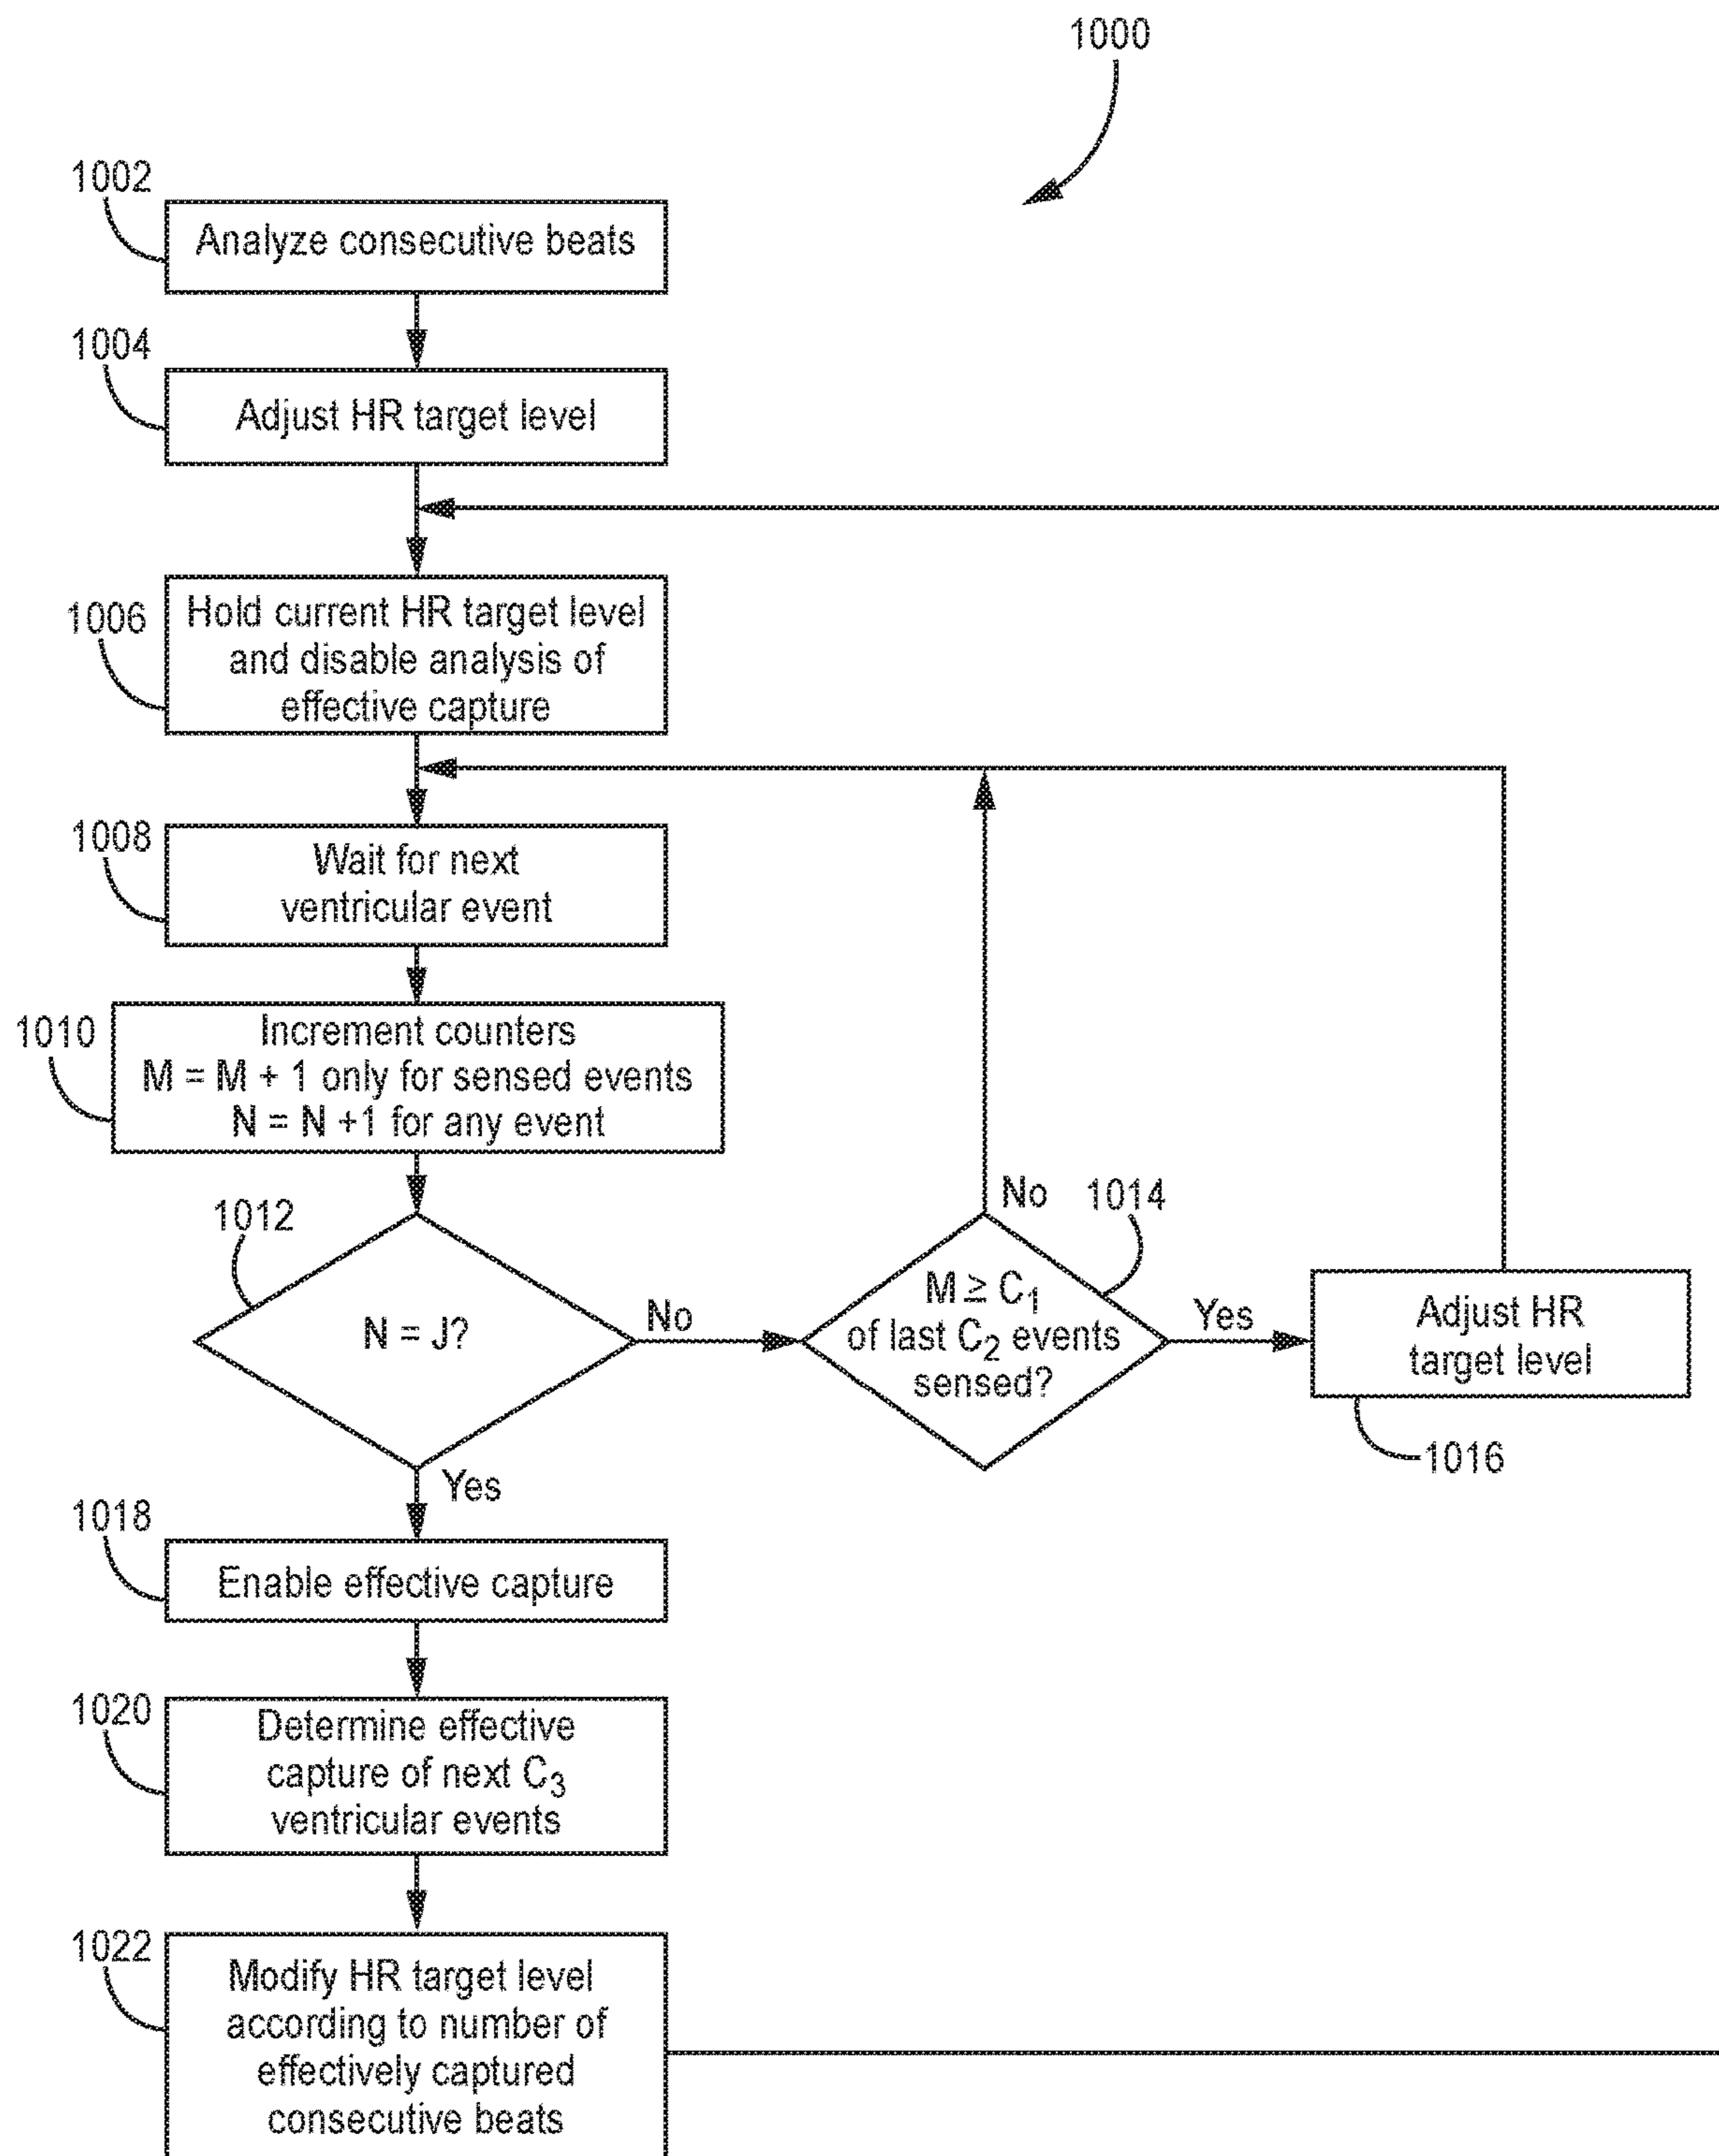 1000
1002
Analyze consecutive beats
1004
Adjust HR target level
1006
Hold current HR target level
and disable analysis of
effective capture
1008
Wait for next
ventricular event
1010
Increment counters
M = M + 1 only for sensed events
N = N +1 for any event
1012
N = J?
No
Yes
1014
M ≥ C₁
of last C₂ events
sensed?
No
Yes
Adjust HR
target level
1016
1018
Enable effective capture
1020
Determine effective
capture of next C₃
ventricular events
1022
Modify HR target level
according to number of
effectively captured
consecutive beats